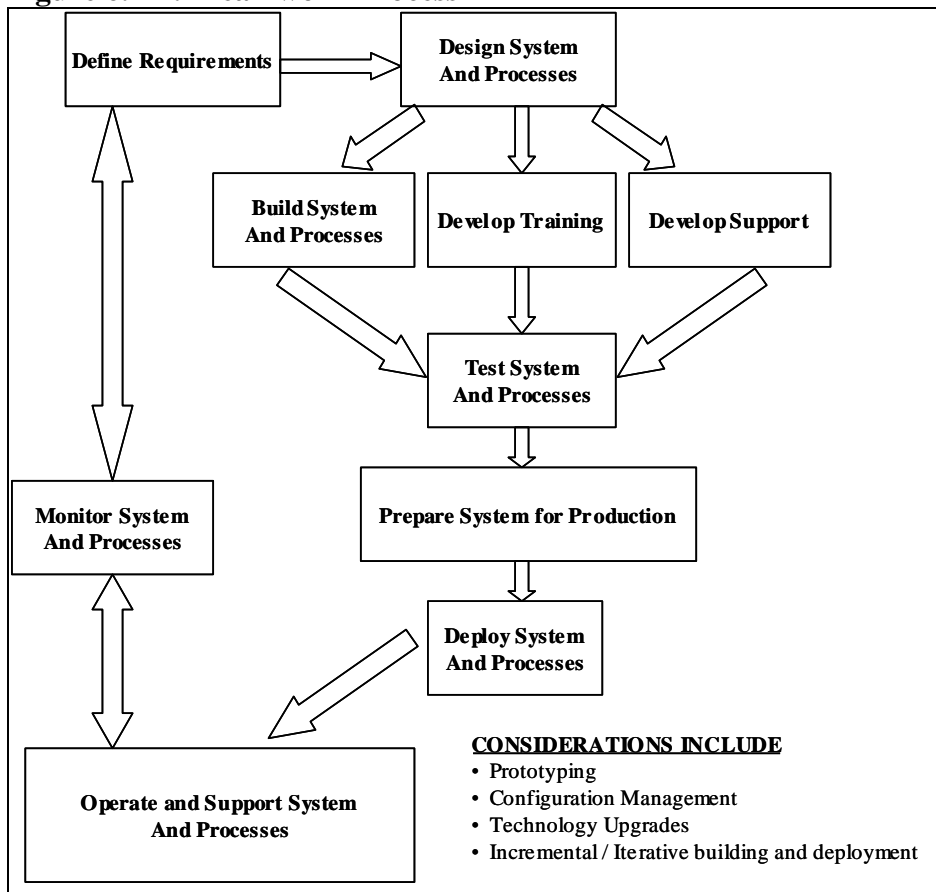 Define Requirements
Design System
And Processes
Build System
And Processes
Develop Training
Develop Support
Test System
And Processes
Monitor System
And Processes
Prepare System for Production
Deploy System
And Processes
Operate and Support System
And Processes
CONSIDERATIONS INCLUDE
• Prototyping
• Configuration Management
• Technology Upgrades
• Incremental / Iterative building and deployment